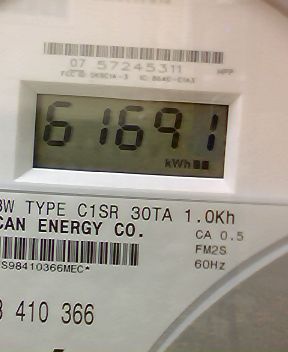 07 57245311
61691
kWh
3W TYPE C1SR 30TA 1.0Kh
CAN ENERGY CO.
CA 0.5
FM2S
60Hz
S98410366MEC*
410 366